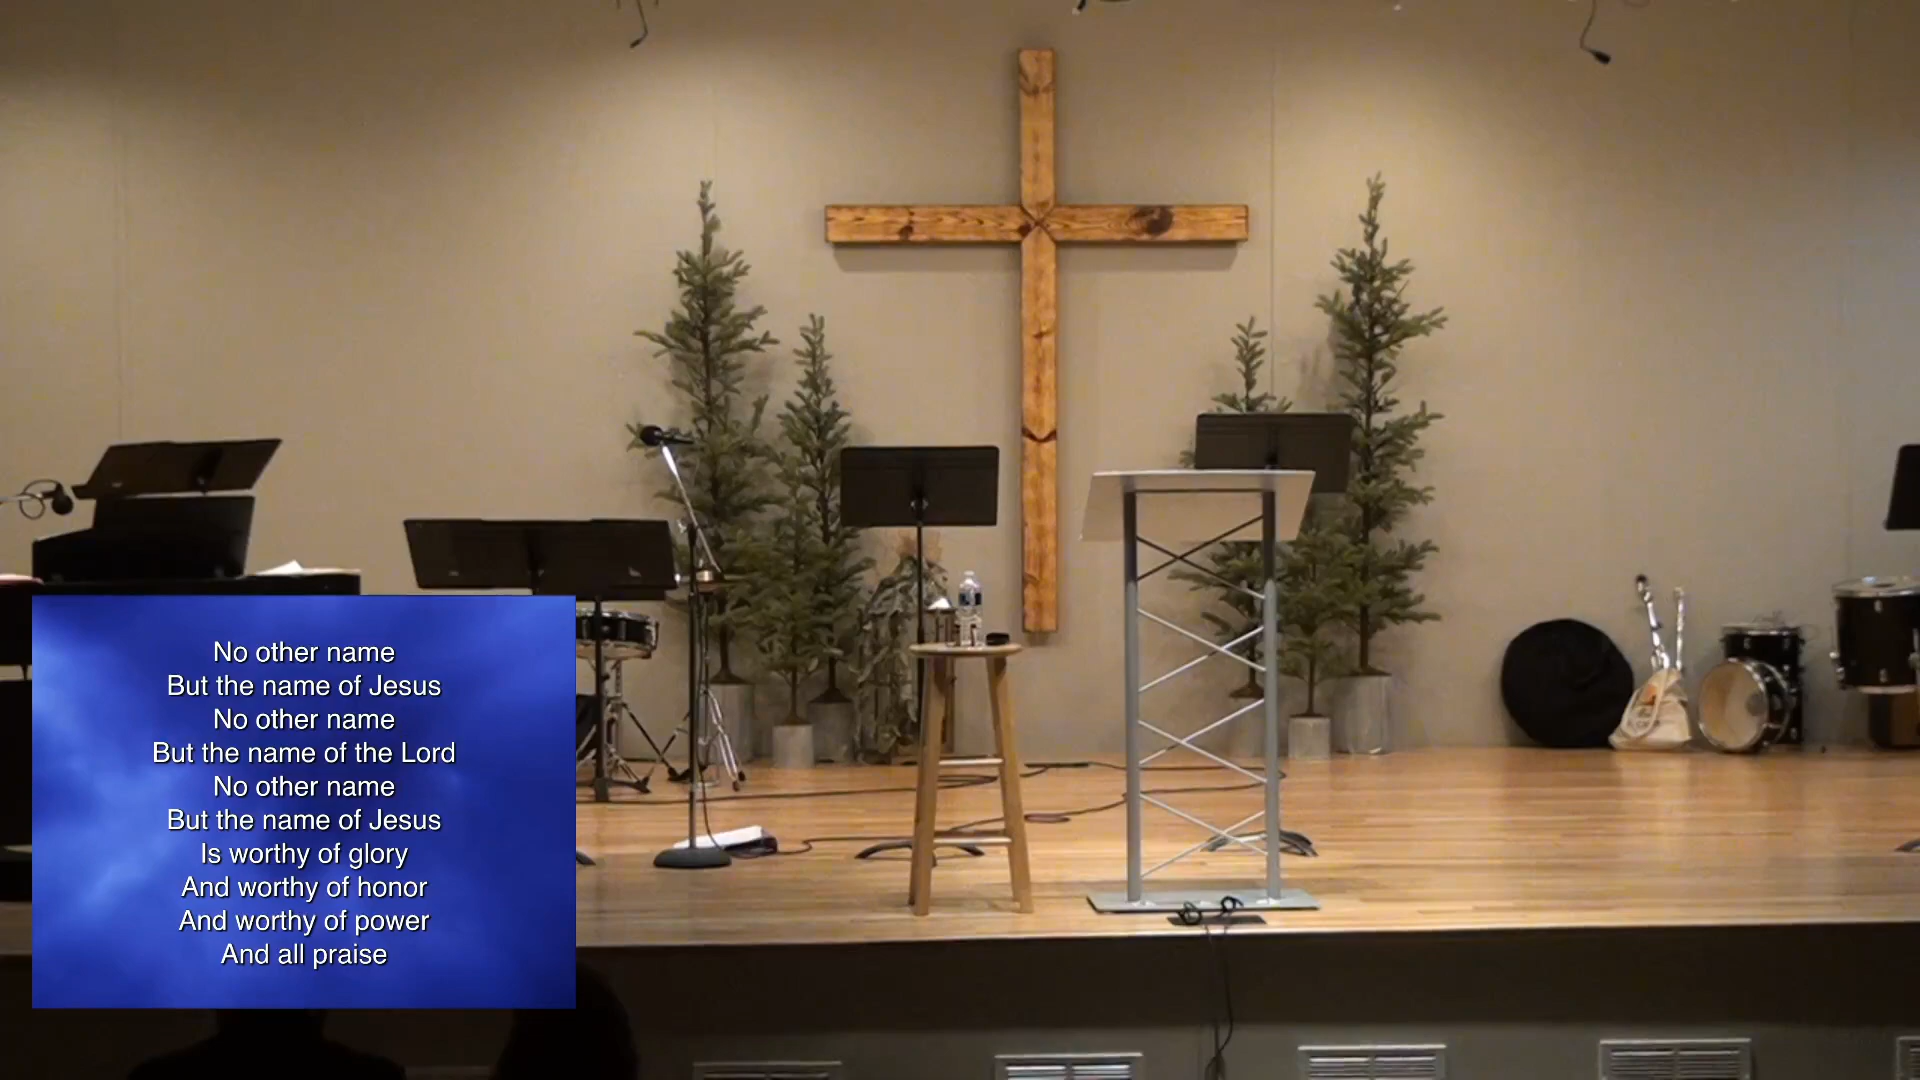 No other name
But the name of Jesus
No other name
But the name of the Lord
No other name
But the name of Jesus
Is worthy of glory
And worthy of honor
And worthy of power
And all praise